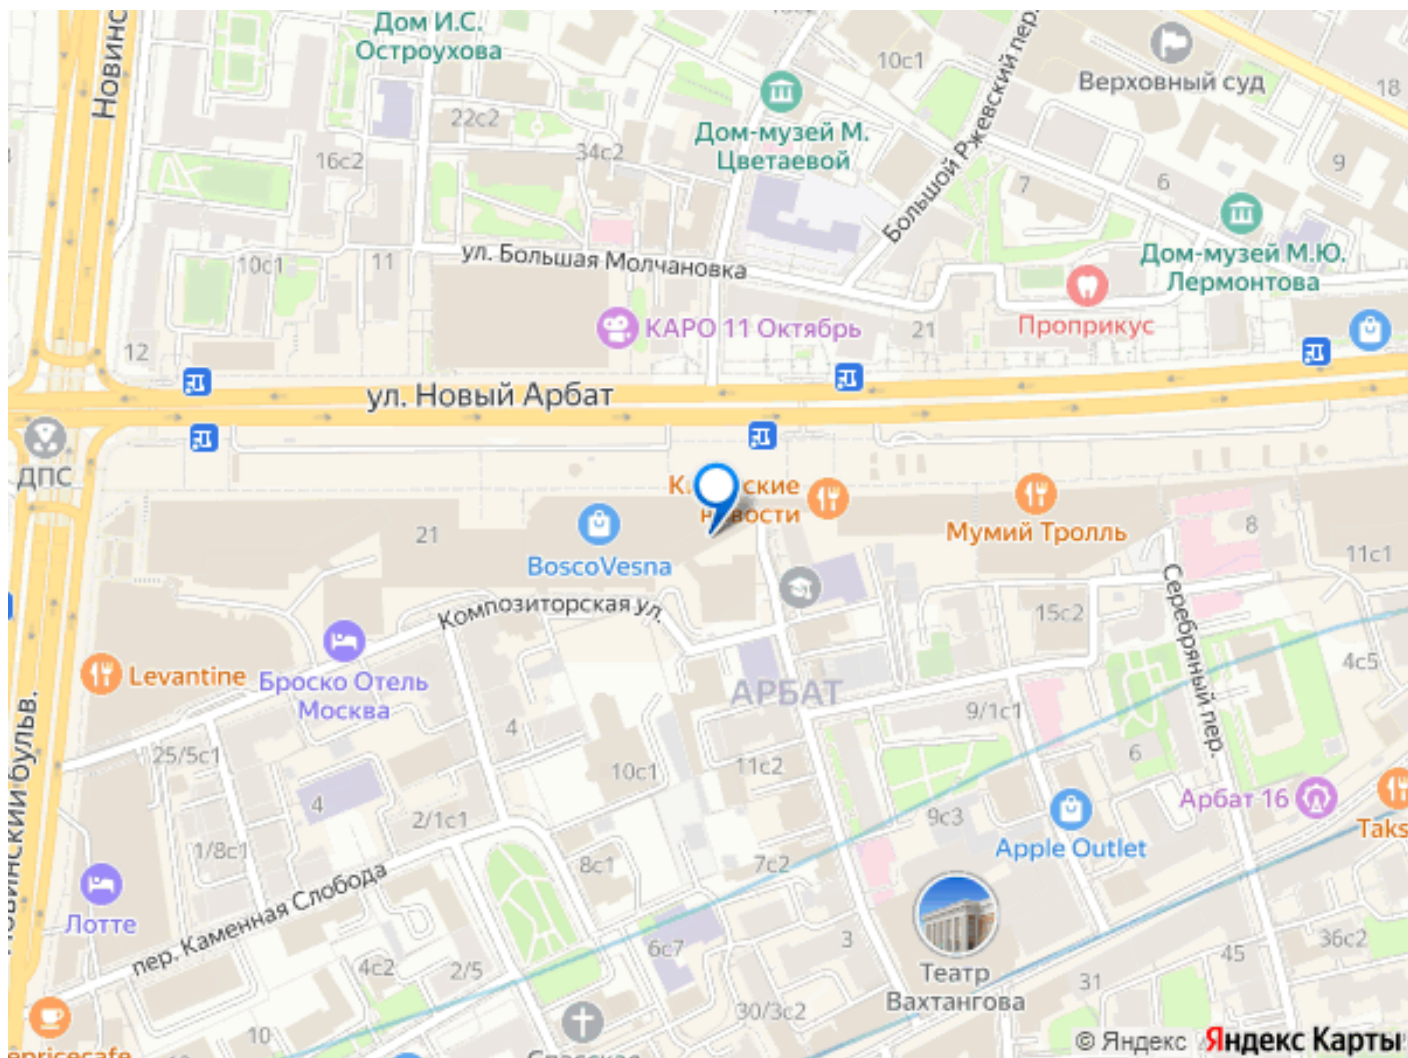 Дом И.С.
Остроухова
Новинс
10с1
Верховный суд
18
22с2
Дом-музей М.
Цветаевой
Большой Ржевский пер.
16с2
34с2
9
7
6
ул. Большая Молчановка
10с1
11
Дом-музей М.Ю.
Лермонтова
Проприкус
КАРО 11 Октябрь
21
12
ул. Новый Арбат
ДПС
ские
вости
21
BoscoVesna
Мумий Тролль
8
11с1
Композиторская ул.
15с2
Серебряный пер.
Levantine
Броско Отель
Москва
АРБАТ
4с5
9/1с1
4
25/5с1
6
10с1
11с2
Новинский бульв.
4
2/1с1
9с3
Арбат 16
Taks
Apple Outlet
1/8с1
8с1
7с2
пер. Каменная Слобода
Лотте
6с7
3
36с2
4с2
2/5
Театр
Вахтангова
45
31
30/3с2
10
epricecafe
Спасская
© Яндекс Яндекс Карты